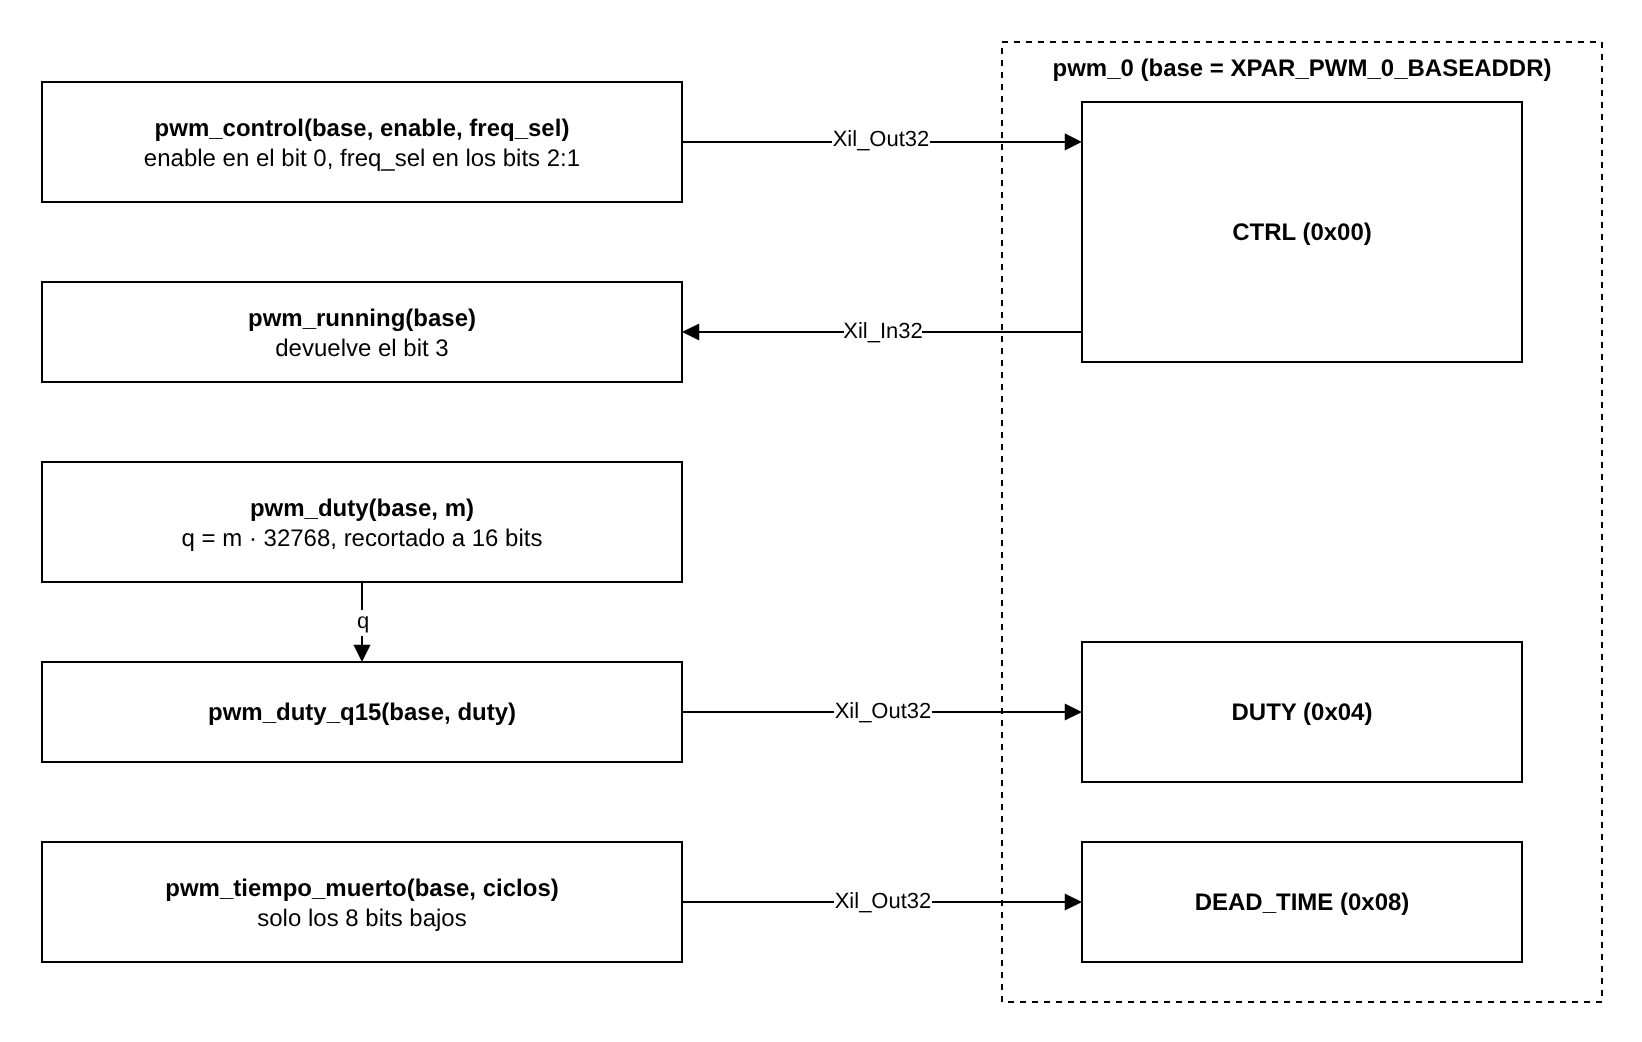 pwm_0 (base = XPAR_PWM_0_BASEADDR)
pwm_control(base, enable, freq_sel)
enable en el bit 0, freq_sel en los bits 2:1
Xil_Out32
CTRL (0x00)
pwm_running(base)
devuelve el bit 3
Xil_In32
pwm_duty(base, m)
q = m · 32768, recortado a 16 bits
q
pwm_duty_q15(base, duty)
Xil_Out32
DUTY (0x04)
pwm_tiempo_muerto(base, ciclos)
solo los 8 bits bajos
Xil_Out32
DEAD_TIME (0x08)